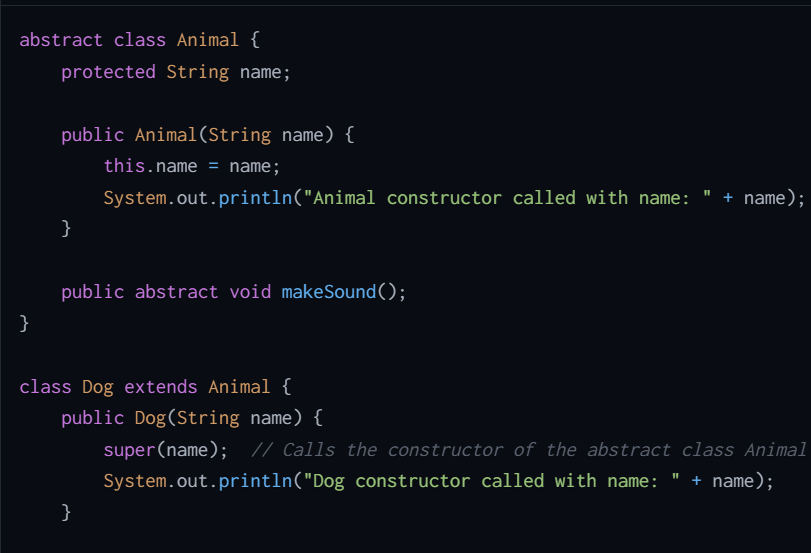 abstract class Animal {
    protected String name;

    public Animal(String name) {
        this.name = name;
        System.out.println("Animal constructor called with name: " + name);
    }

    public abstract void makeSound();
}

class Dog extends Animal {
    public Dog(String name) {
        super(name);  // Calls the constructor of the abstract class Animal
        System.out.println("Dog constructor called with name: " + name);
    }